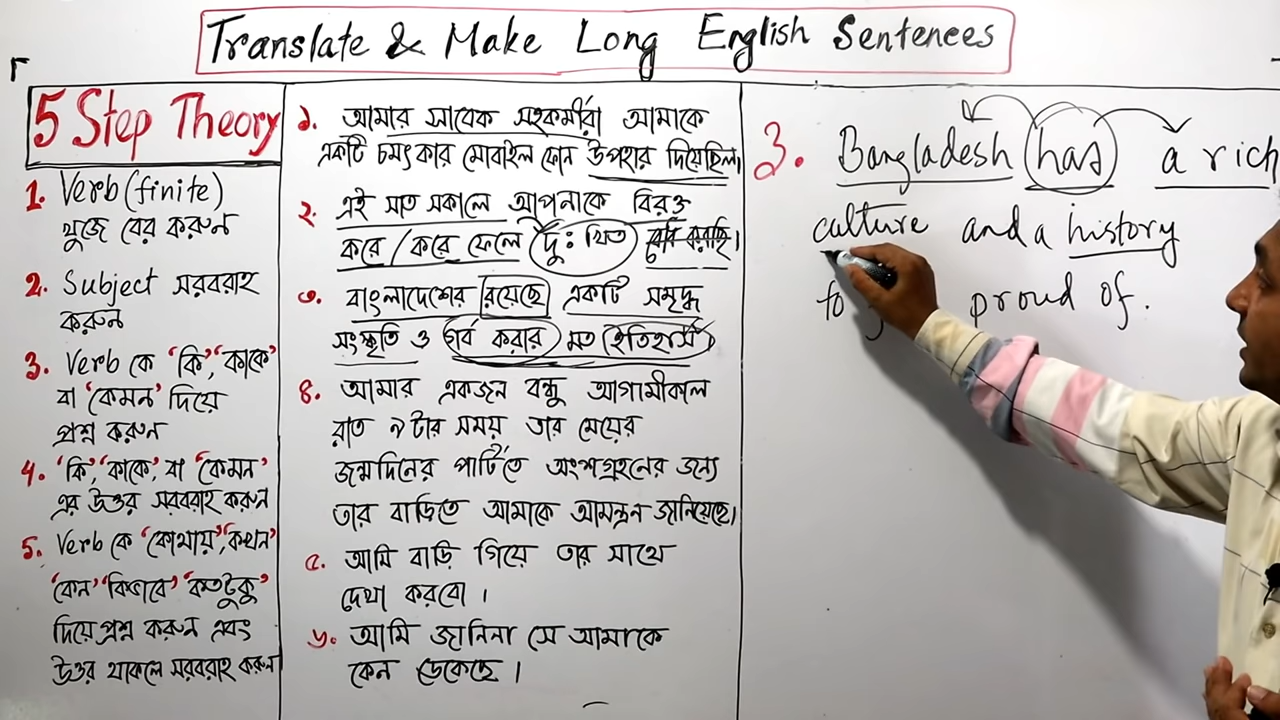 Translate & Make Long English Sentences
5 Step Theory
1. Verb (finite)
খুজে বের করুন
2. Subject সরবরাহ
করুন
3. Verb কে 'কি', 'কাকে'
বা 'কেমন' দিয়ে
প্রশ্ন করুন
4. 'কি', 'কাকে', বা 'কেমন'
এর উত্তর সরবরাহ করুন
5. Verb কে 'কোথায়', 'কখন'
'কেন' 'কিভাবে' 'কতটুকু'
দিয়ে প্রশ্ন করুন এবং
উত্তর থাকলে সরবরাহ করুন
১. আমার সাবেক সহকর্মীরা আমাকে
একটি চমৎকার মোবাইল ফোন উপহার দিয়েছিল।
২. এই সাত সকালে আপনাকে বিরক্ত
করে / করে ফেলে দুঃখিত
৩. বাংলাদেশের রয়েছে একটি সমৃদ্ধ
সংস্কৃতি ও গর্ব করার মত ইতিহাস
৪. আমার একজন বন্ধু আগামীকাল
রাত ৯টার সময় তার মেয়ের
জন্মদিনের পার্টিতে অংশগ্রহনের জন্য
তার বাড়িতে আমাকে আমন্ত্রন জানিয়েছে।
৫. আমি বাড়ি গিয়ে তার সাথে
দেখা করবো।
৬. আমি জানিনা সে আমাকে
কেন ডেকেছে।
3. Bangladesh has a rich
culture and a history
to proud of.